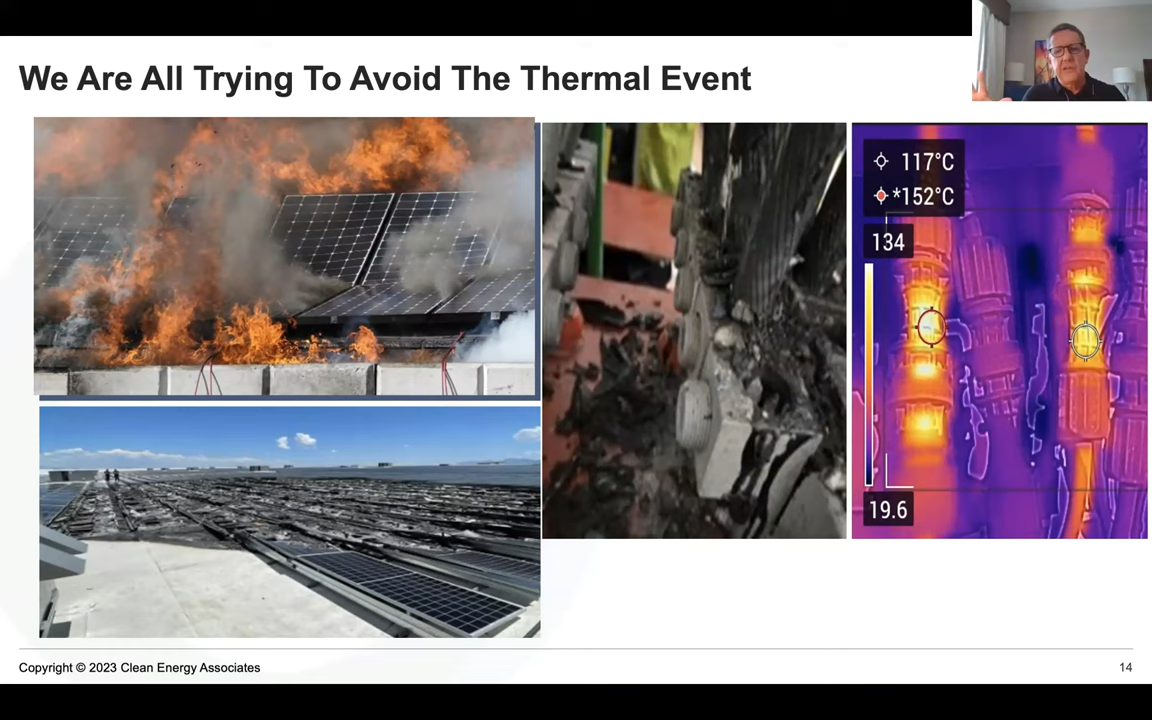 We Are All Trying To Avoid The Thermal Event
117°C
*152°C
134
19.6
Copyright © 2023 Clean Energy Associates
14